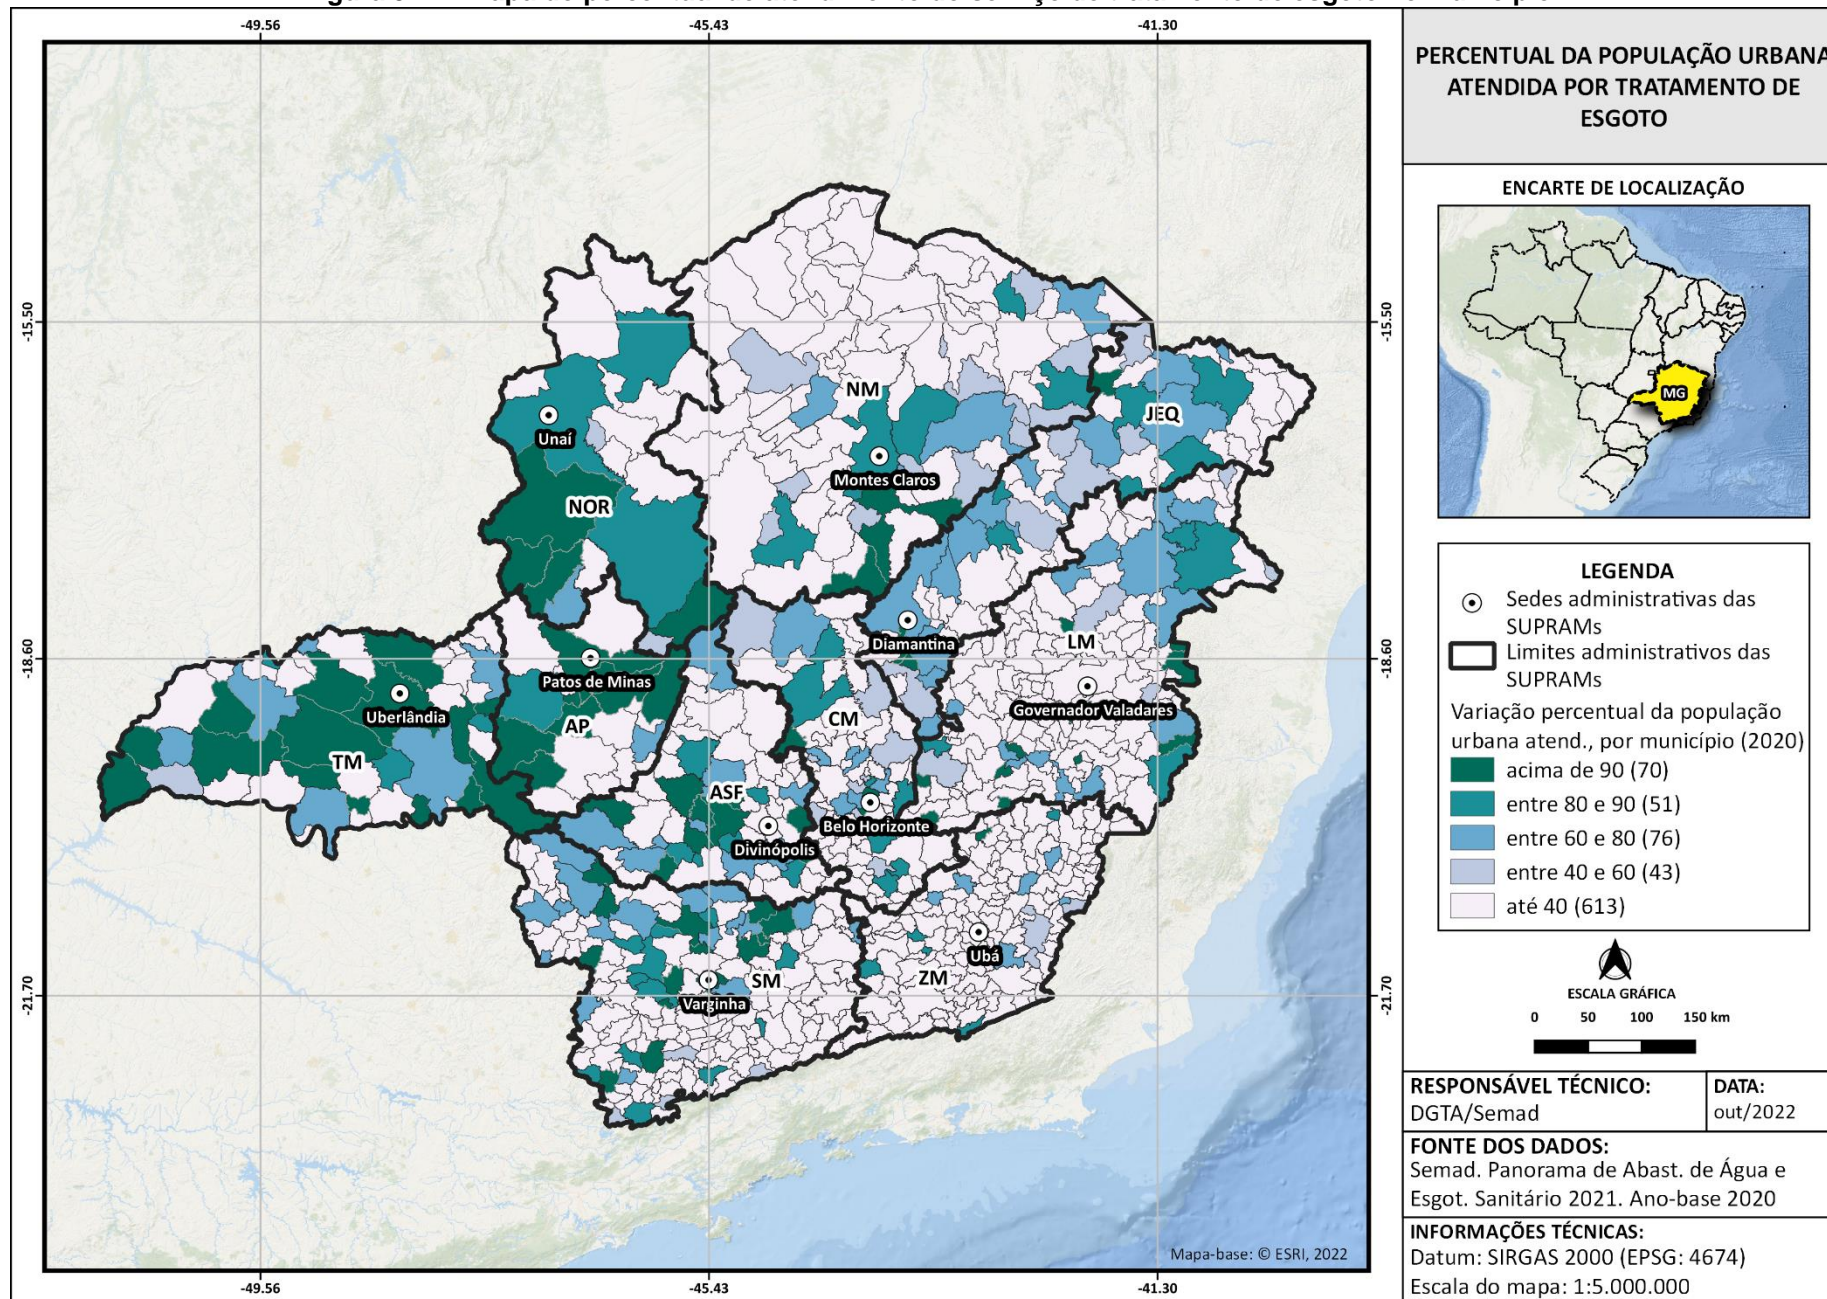 -49.56
-45.43
-41.30
-15.50
-15.50
-18.60
-18.60
-21.70
-21.70
-49.56
-45.43
-41.30
NM
JEQ
Unaí
Montes Claros
NOR
Diamantina
LM
Patos de Minas
Uberlândia
AP
CM
Governador Valadares
TM
ASF
Belo Horizonte
Divinópolis
Ubá
SM
ZM
Varginha
Mapa-base: © ESRI, 2022
PERCENTUAL DA POPULAÇÃO URBANA
ATENDIDA POR TRATAMENTO DE
ESGOTO
ENCARTE DE LOCALIZAÇÃO
MG
LEGENDA
Sedes administrativas das
SUPRAMs
Limites administrativos das
SUPRAMs
Variação percentual da população
urbana atend., por município (2020)
acima de 90 (70)
entre 80 e 90 (51)
entre 60 e 80 (76)
entre 40 e 60 (43)
até 40 (613)
ESCALA GRÁFICA
0 50 100 150 km
RESPONSÁVEL TÉCNICO:
DGTA/Semad
DATA:
out/2022
FONTE DOS DADOS:
Semad. Panorama de Abast. de Água e
Esgot. Sanitário 2021. Ano-base 2020
INFORMAÇÕES TÉCNICAS:
Datum: SIRGAS 2000 (EPSG: 4674)
Escala do mapa: 1:5.000.000